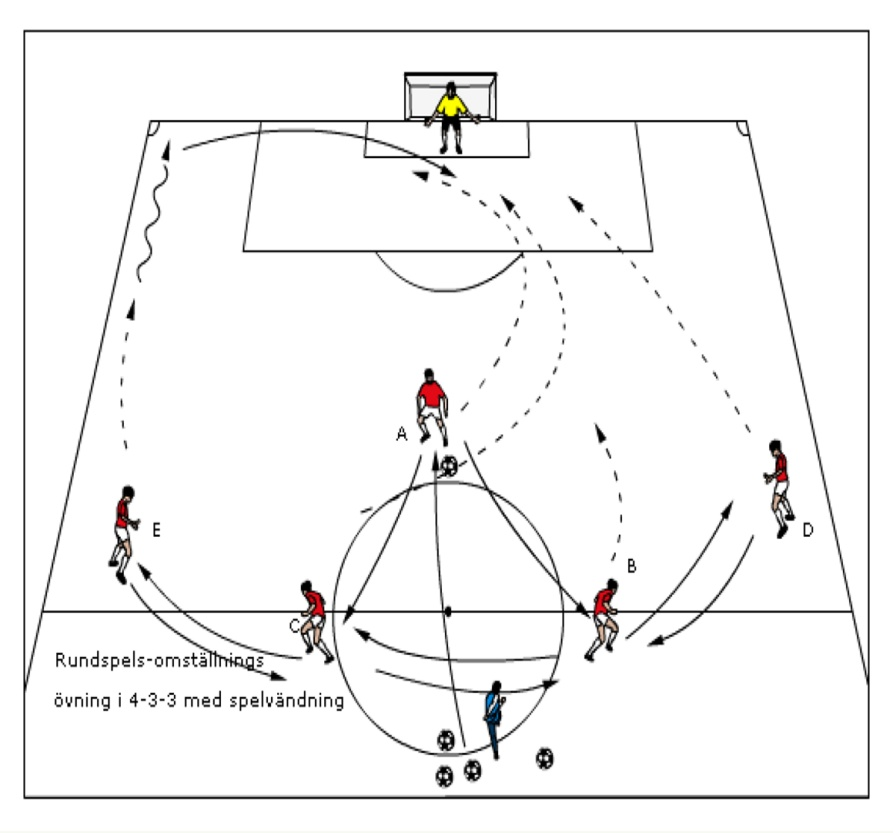 A
E
D
B
C
Rundspels-omställnings
övning i 4-3-3 med spelvändning